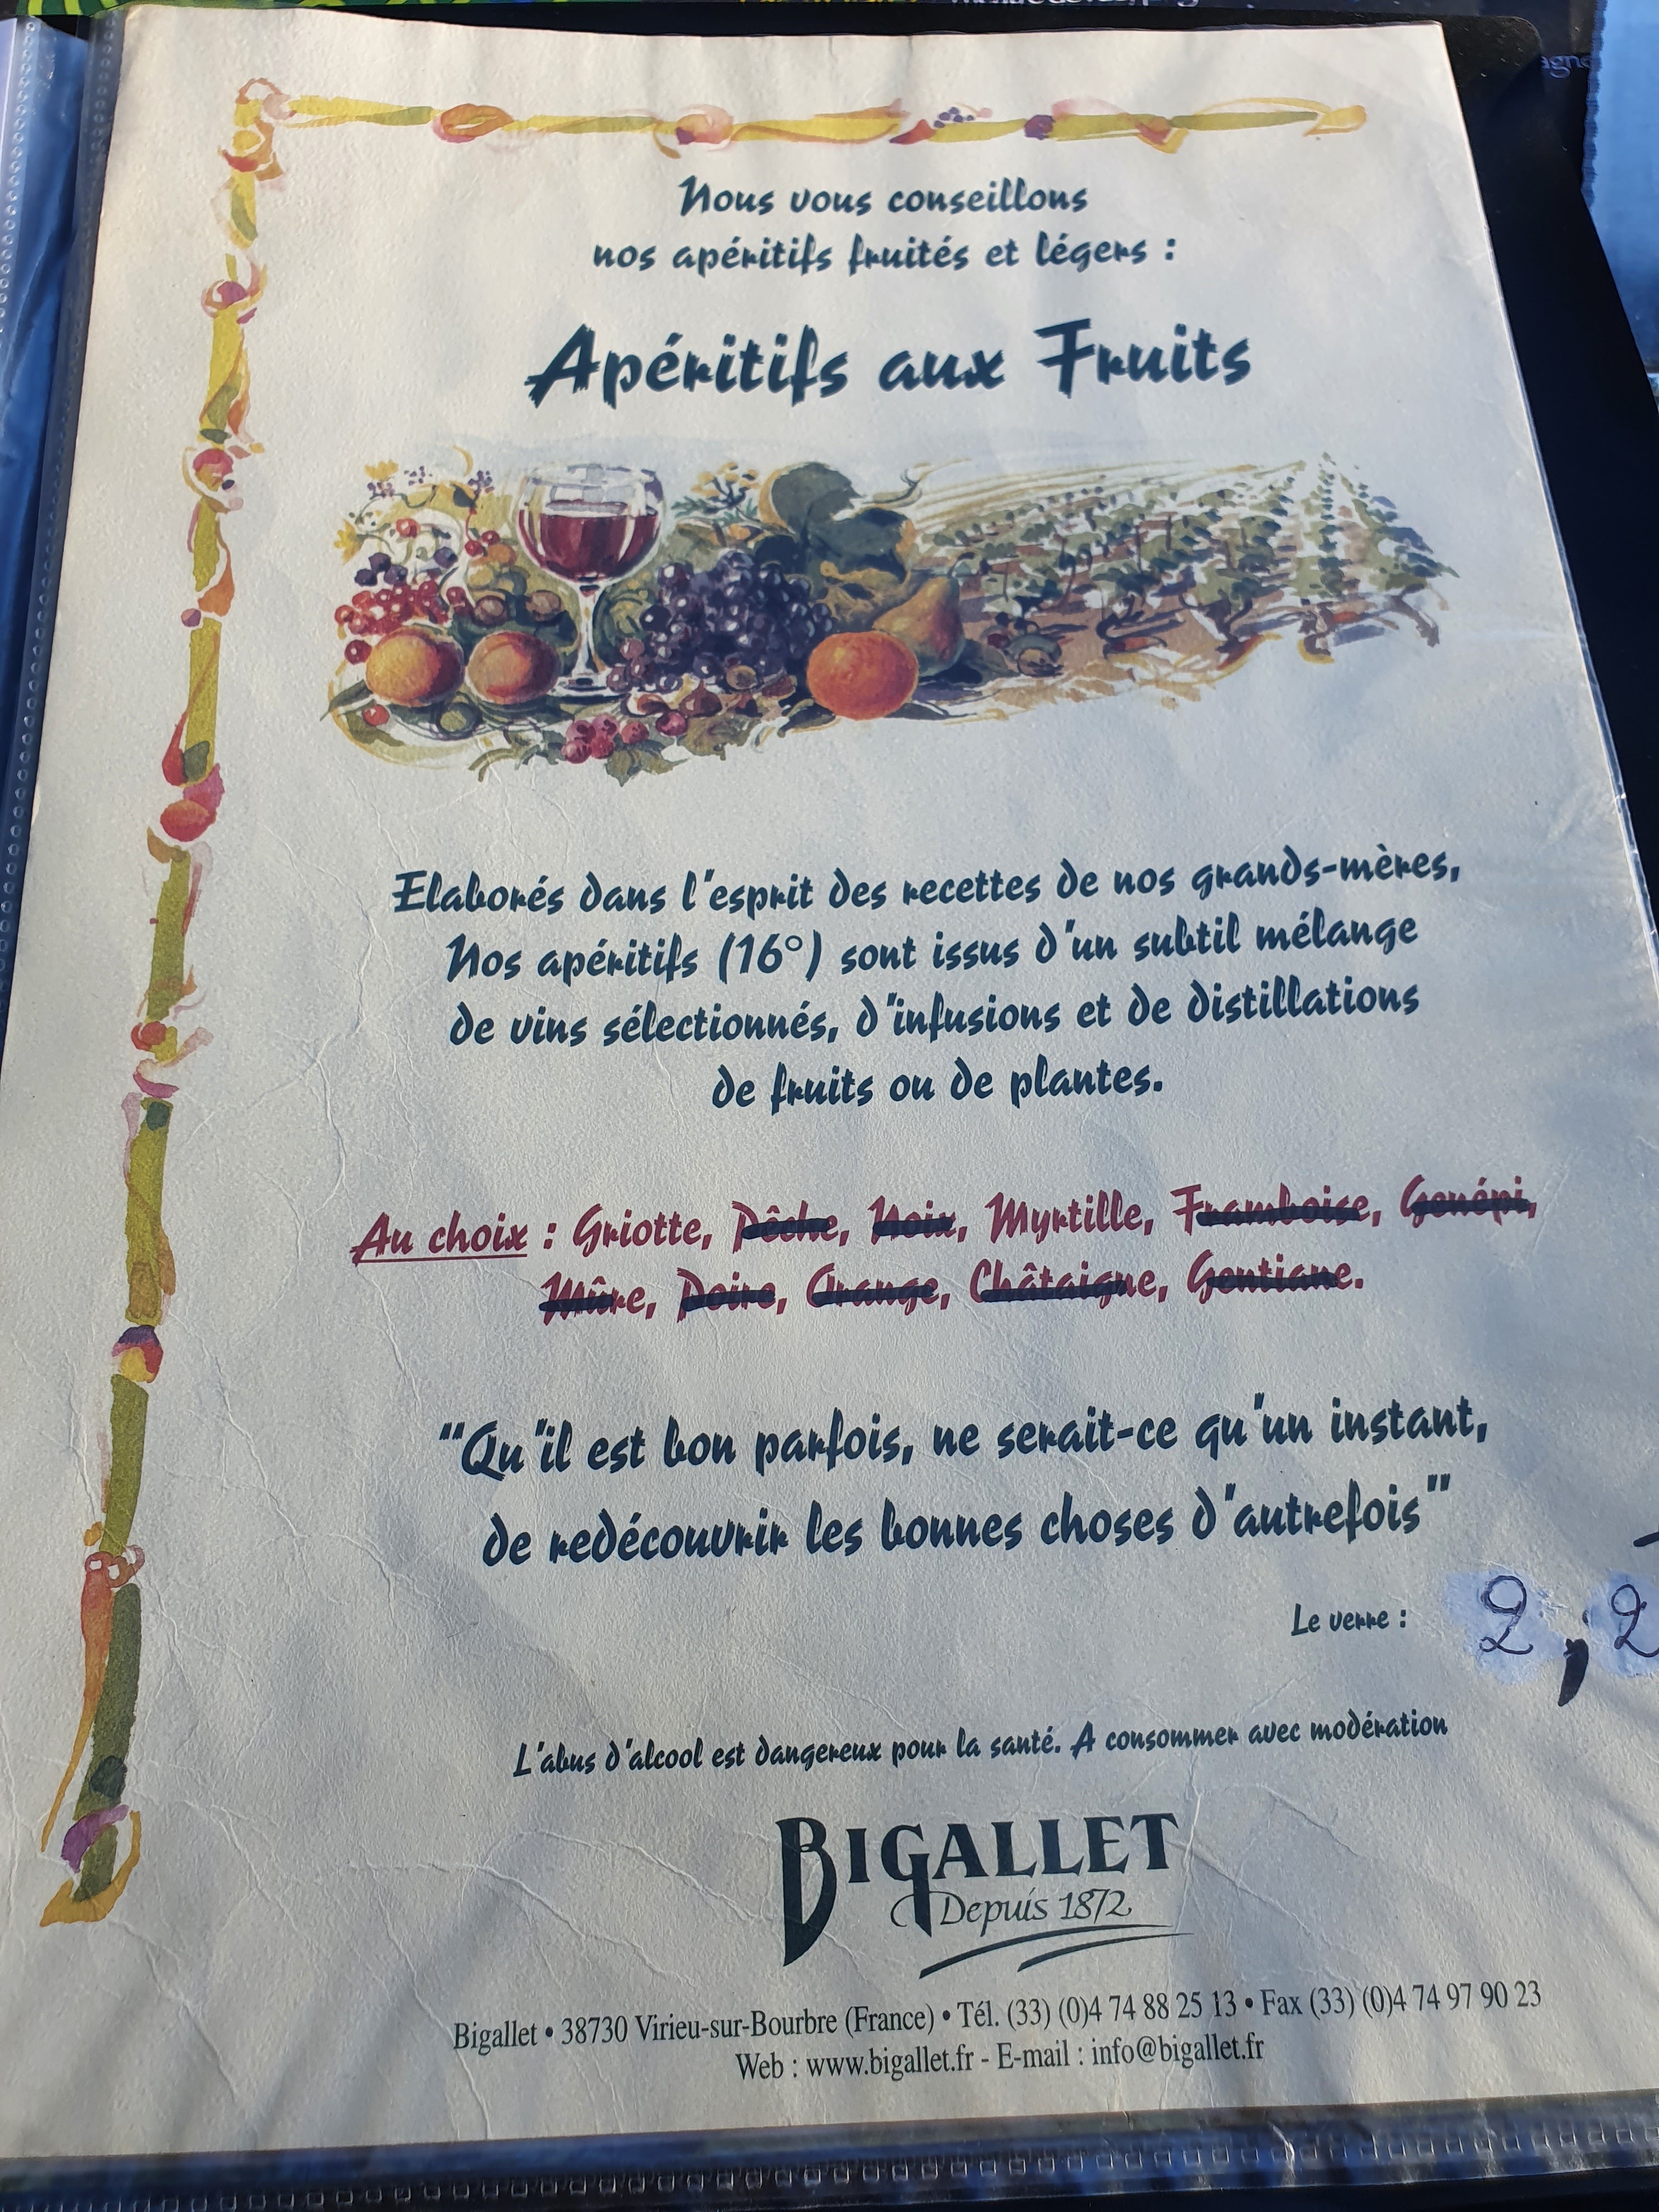 Nous vous conseillons
nos apéritifs fruités et légers :
Apéritifs aux Fruits
Elaborés dans l'esprit des recettes de nos grands-mères,
Nos apéritifs (16°) sont issus d'un subtil mélange
de vins sélectionnés, d'infusions et de distillations
de fruits ou de plantes.
Au choix : Griotte, Pêche, Noix, Myrtille, Framboise, Genépi,
Mûre, Poire, Orange, Châtaigne, Gentiane.
"Qu'il est bon parfois, ne serait-ce qu'un instant,
de redécouvrir les bonnes choses d'autrefois"
Le verre : 2,2
L'abus d'alcool est dangereux pour la santé. A consommer avec modération
BIGALLET
Depuis 1872
Bigallet • 38730 Virieu-sur-Bourbre (France) • Tél. (33) (0)4 74 88 25 13 • Fax (33) (0)4 74 97 90 23
Web : www.bigallet.fr - E-mail : info@bigallet.fr